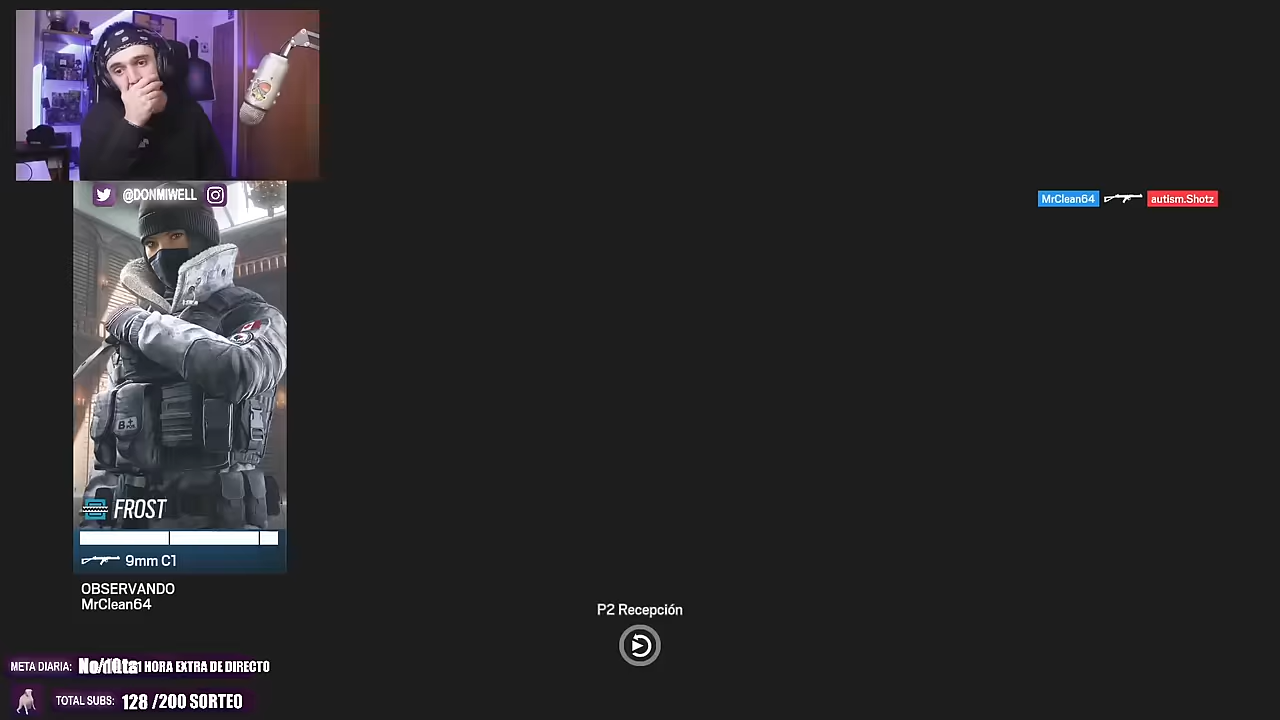 @DONMIWELL
MrClean64 autism.Shotz
FROST
9mm C1
OBSERVANDO
MrClean64
P2 Recepción
META DIARIA: 1 HORA EXTRA DE DIRECTO
TOTAL SUBS: 128 /200 SORTEO